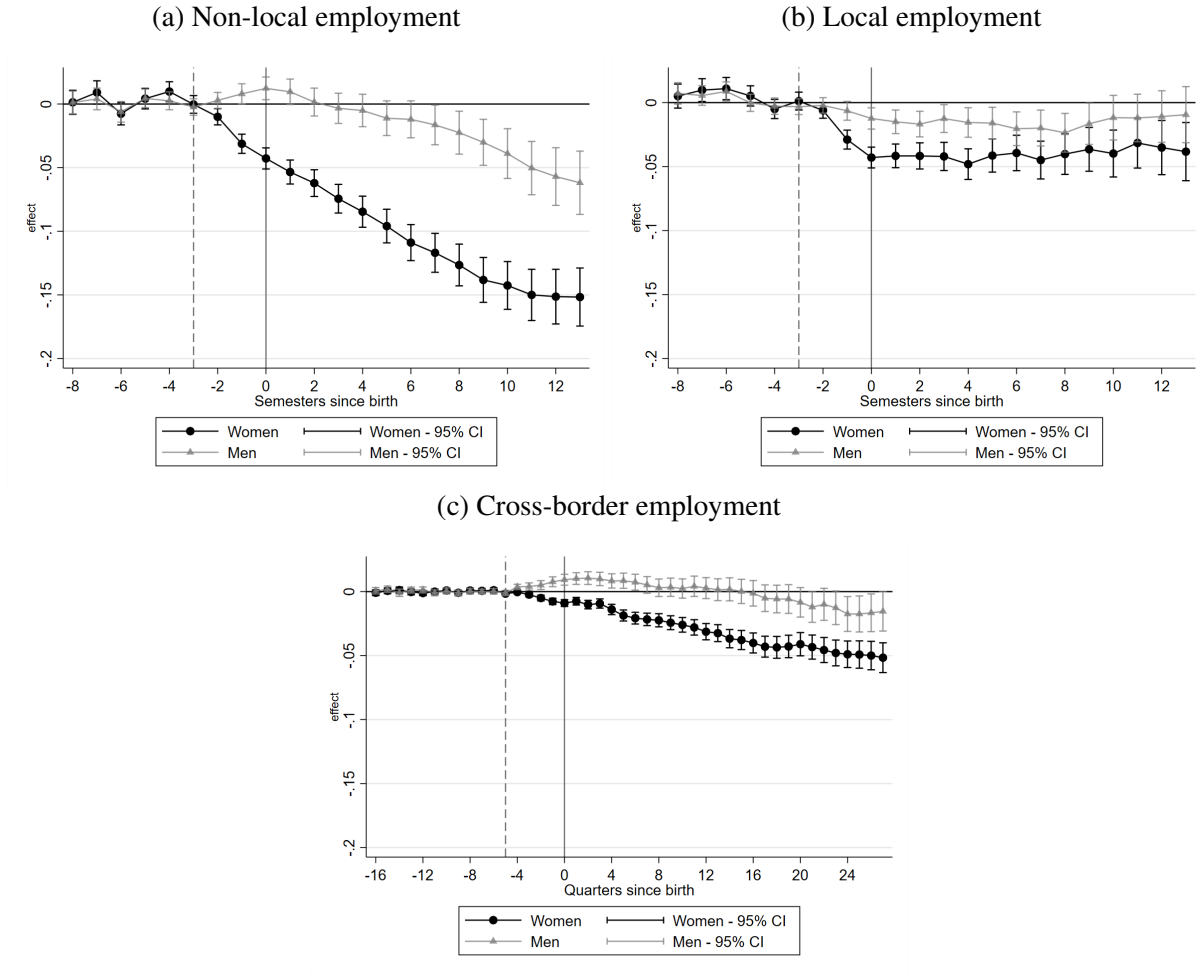 (a) Non-local employment
0
-.05
-.1
-.15
-.2
effect
-8 -6 -4 -2 0 2 4 6 8 10 12
Semesters since birth
Women Women - 95% CI
Men Men - 95% CI
(b) Local employment
0
-.05
-.1
-.15
-.2
effect
-8 -6 -4 -2 0 2 4 6 8 10 12
Semesters since birth
Women Women - 95% CI
Men Men - 95% CI
(c) Cross-border employment
0
-.05
-.1
-.15
-.2
effect
-16 -12 -8 -4 0 4 8 12 16 20 24
Quarters since birth
Women Women - 95% CI
Men Men - 95% CI